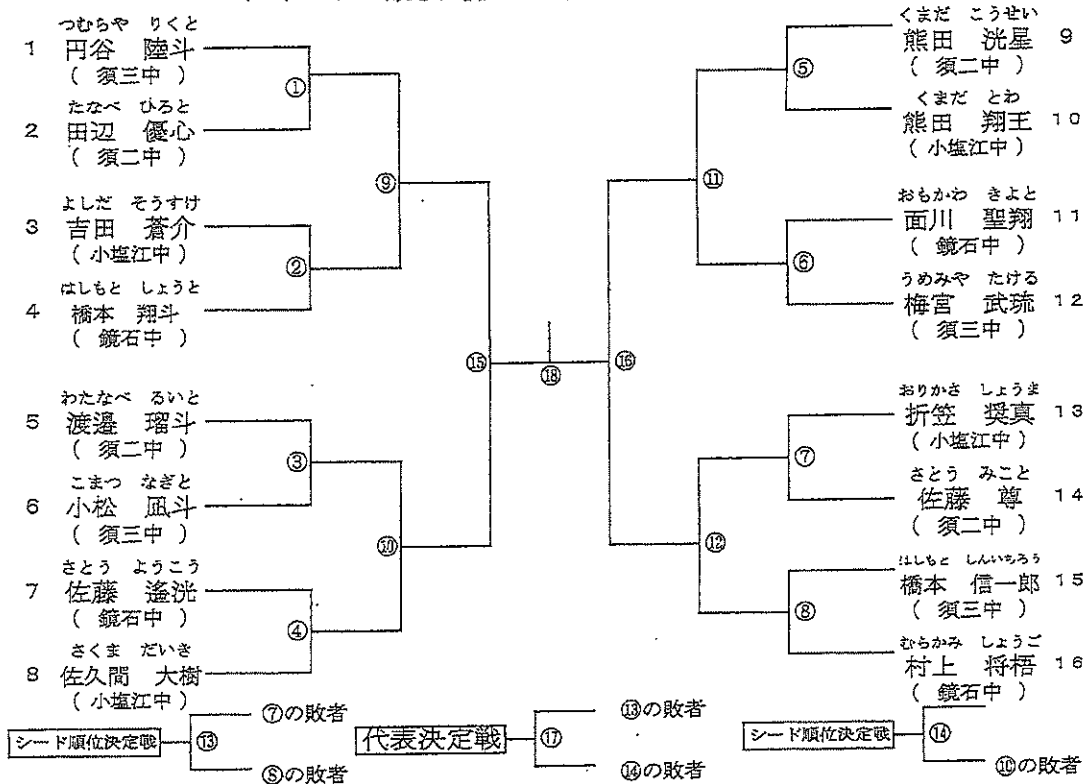 つむらや りくと
1 円谷 陸斗
( 須三中 )
①
たなべ ひろと
2 田辺 優心
( 須二中 )
⑨
よしだ そうすけ
3 吉田 蒼介
( 小塩江中 )
②
はしもと しょうと
4 橋本 翔斗
( 鏡石中 )
⑮
わたなべ るいと
5 渡邉 瑠斗
( 須二中 )
③
こまつ なぎと
6 小松 凪斗
( 須三中 )
⑩
さとう ようこう
7 佐藤 遙洸
( 鏡石中 )
④
さくま だいき
8 佐久間 大樹
( 小塩江中 )
⑱
くまだ こうせい
熊田 洸星 9
( 須二中 )
⑤
くまだ とわ
熊田 翔王 10
( 小塩江中 )
⑪
おもかわ きよと
面川 聖翔 11
( 鏡石中 )
⑥
うめみや たける
梅宮 武琉 12
( 須三中 )
⑯
おりかさ しょうま
折笠 奨真 13
( 小塩江中 )
⑦
さとう みこと
佐藤 尊 14
( 須二中 )
⑫
はしもと しんいちろう
橋本 信一郎 15
( 須三中 )
⑧
むらかみ しょうご
村上 将梧 16
( 鏡石中 )
⑦の敗者
シード順位決定戦 ⑬
⑧の敗者
⑬の敗者
代表決定戦 ⑰
⑭の敗者
シード順位決定戦 ⑭
の敗者